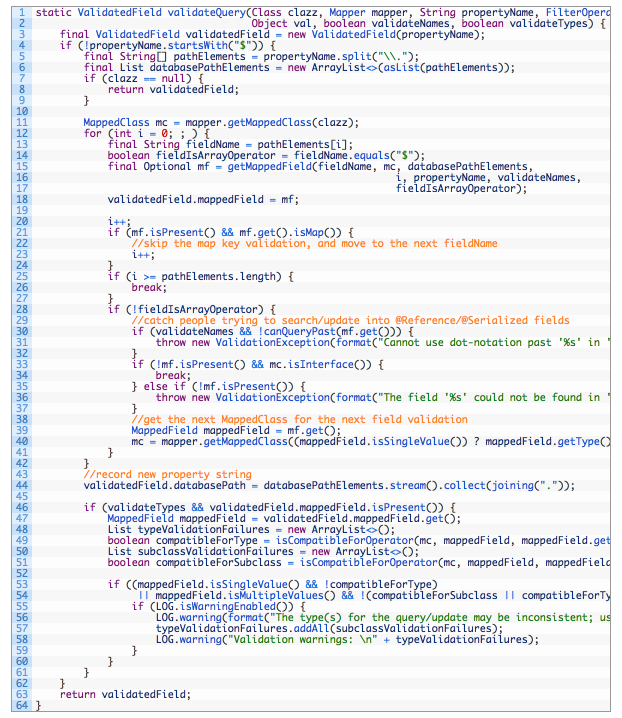 1 static ValidatedField validateQuery(Class clazz, Mapper mapper, String propertyName, FilterOpera
2 Object val, boolean validateNames, boolean validateTypes) {
3 final ValidatedField validatedField = new ValidatedField(propertyName);
4 if (!propertyName.startsWith("$")) {
5 final String[] pathElements = propertyName.split("\\.");
6 final List databasePathElements = new ArrayList<>(asList(pathElements));
7 if (clazz == null) {
8 return validatedField;
9 }
10
11 MappedClass mc = mapper.getMappedClass(clazz);
12 for (int i = 0; ; ) {
13 final String fieldName = pathElements[i];
14 boolean fieldIsArrayOperator = fieldName.equals("$");
15 final Optional mf = getMappedField(fieldName, mc, databasePathElements,
16 i, propertyName, validateNames,
17 fieldIsArrayOperator);
18 validatedField.mappedField = mf;
19
20 i++;
21 if (mf.isPresent() && mf.get().isMap()) {
22 //skip the map key validation, and move to the next fieldName
23 i++;
24 }
25 if (i >= pathElements.length) {
26 break;
27 }
28 if (!fieldIsArrayOperator) {
29 //catch people trying to search/update into @Reference/@Serialized fields
30 if (validateNames && !canQueryPast(mf.get())) {
31 throw new ValidationException(format("Cannot use dot-notation past '%s' in '
32 }
33 if (!mf.isPresent() && mc.isInterface()) {
34 break;
35 } else if (!mf.isPresent()) {
36 throw new ValidationException(format("The field '%s' could not be found in '
37 }
38 //get the next MappedClass for the next field validation
39 MappedField mappedField = mf.get();
40 mc = mapper.getMappedClass((mappedField.isSingleValue()) ? mappedField.getType()
41 }
42 }
43 //record new property string
44 validatedField.databasePath = databasePathElements.stream().collect(joining("."));
45
46 if (validateTypes && validatedField.mappedField.isPresent()) {
47 MappedField mappedField = validatedField.mappedField.get();
48 List typeValidationFailures = new ArrayList<>();
49 boolean compatibleForType = isCompatibleForOperator(mc, mappedField, mappedField.get
50 List subclassValidationFailures = new ArrayList<>();
51 boolean compatibleForSubclass = isCompatibleForOperator(mc, mappedField, mappedField
52
53 if ((mappedField.isSingleValue() && !compatibleForType)
54 || mappedField.isMultipleValues() && !(compatibleForSubclass || compatibleForTy
55 if (LOG.isWarningEnabled()) {
56 LOG.warning(format("The type(s) for the query/update may be inconsistent; us
57 typeValidationFailures.addAll(subclassValidationFailures);
58 LOG.warning("Validation warnings: \n" + typeValidationFailures);
59 }
60 }
61 }
62 }
63 return validatedField;
64 }